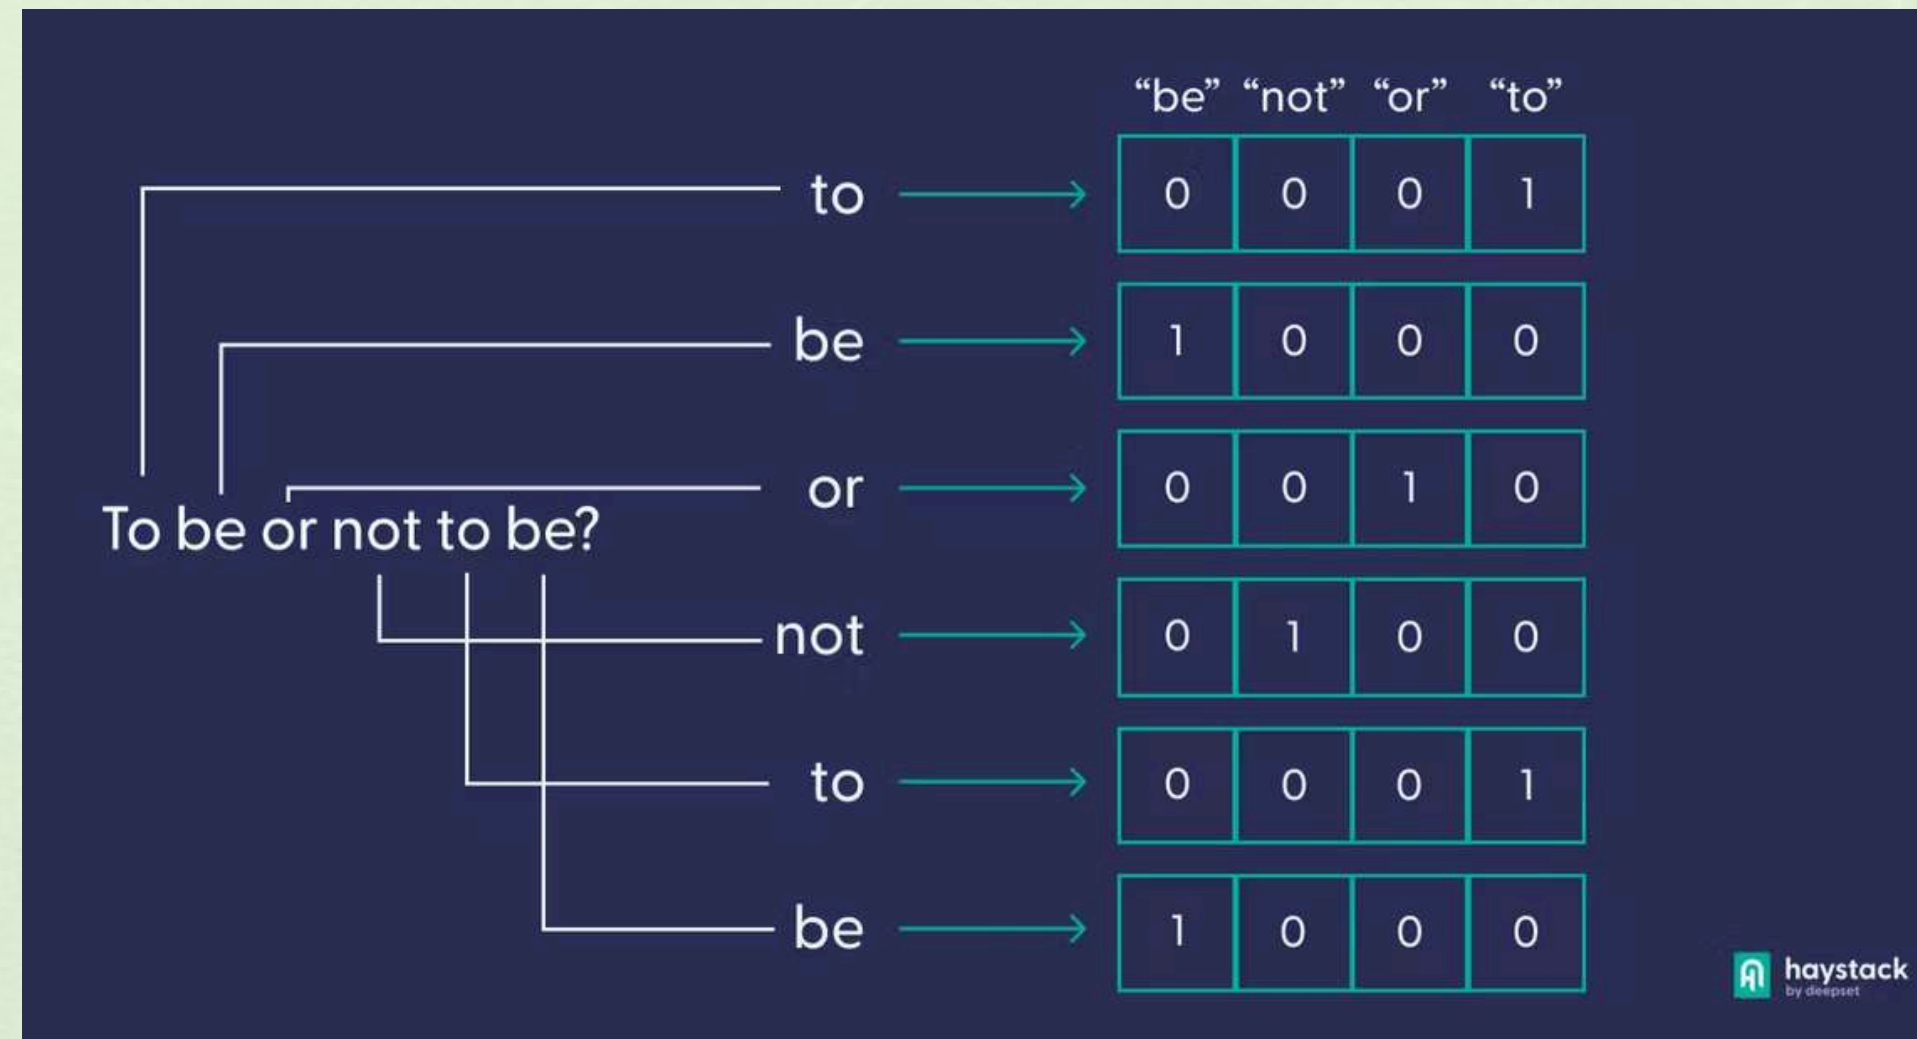 “be” “not” “or” “to”
to 0 0 0 1
be 1 0 0 0
or 0 0 1 0
To be or not to be?
not 0 1 0 0
to 0 0 0 1
be 1 0 0 0
haystack
by deepset